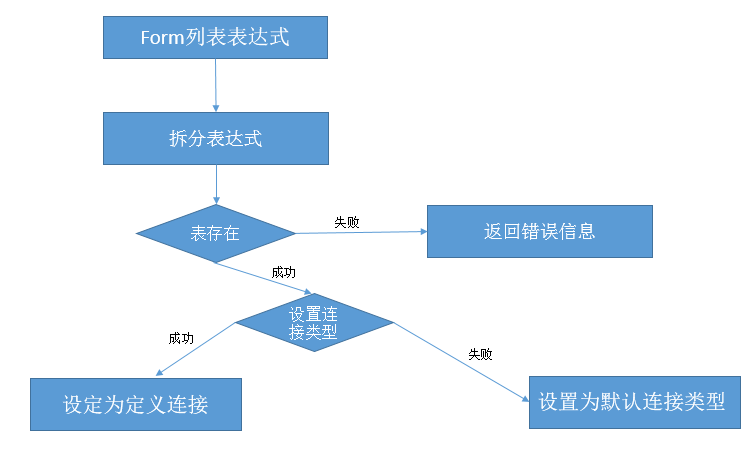 Form列表表达式
拆分表达式
表存在
失败
返回错误信息
成功
设置连
接类型
成功
失败
设定为定义连接
设置为默认连接类型